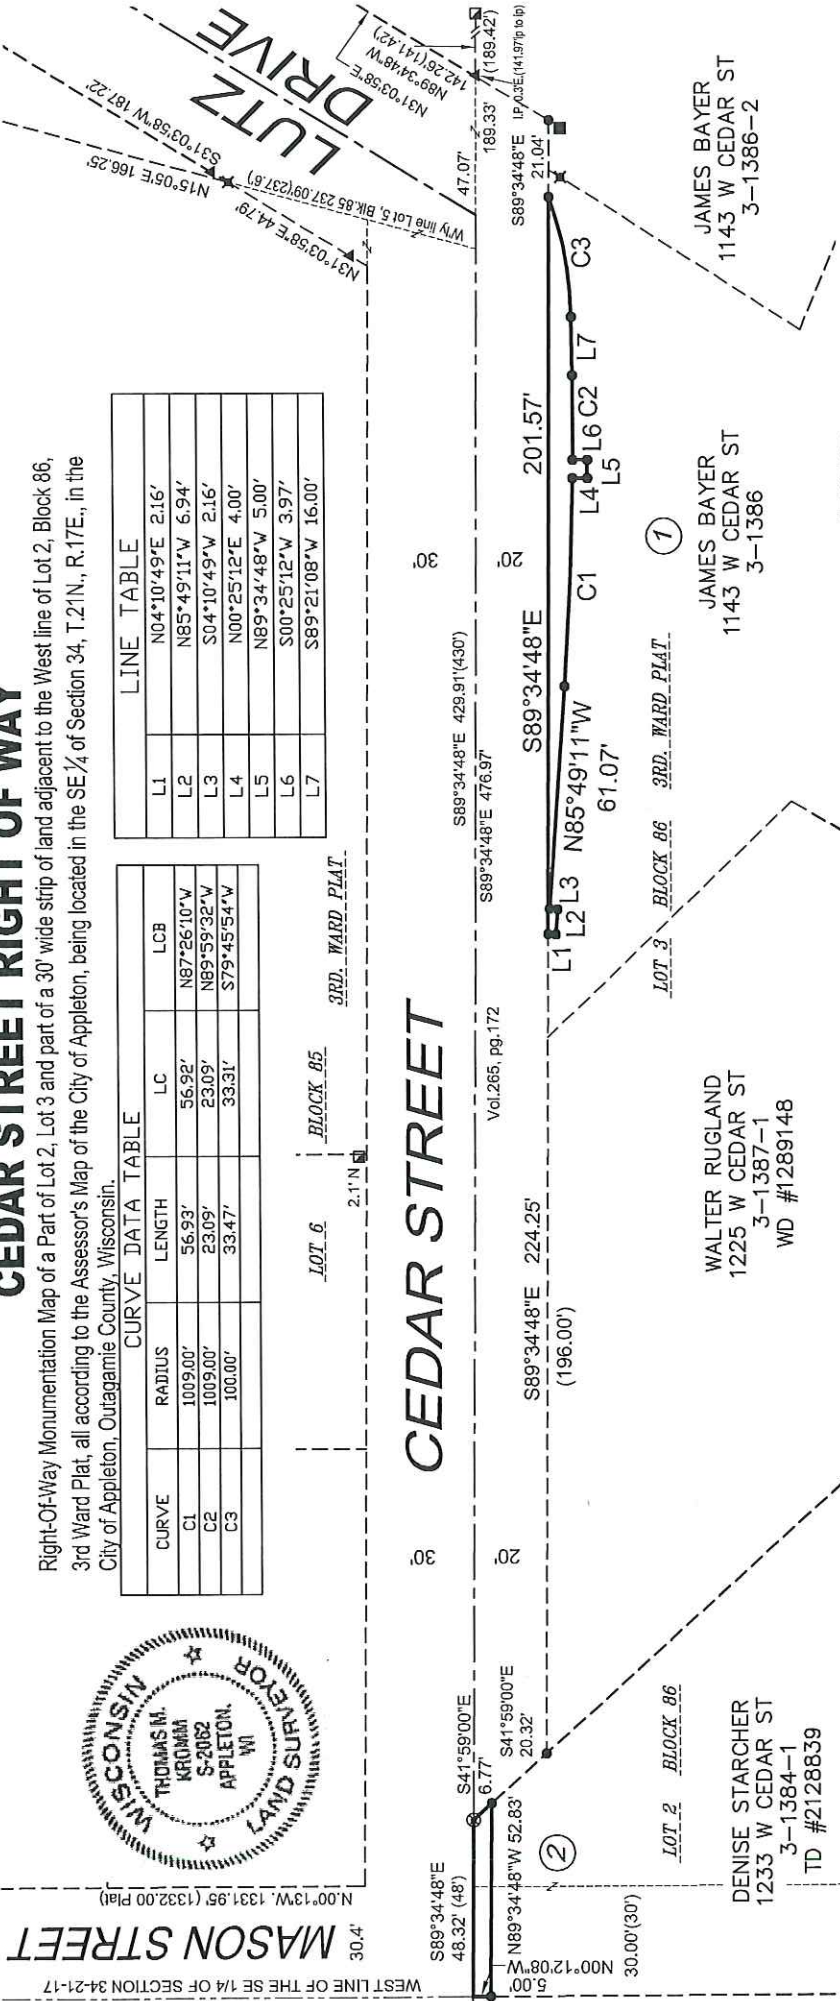 CEDAR STREET RIGHT OF WAY
Right-Of-Way Monumentation Map of a Part of Lot 2, Lot 3 and part of a 30' wide strip of land adjacent to the West line of Lot 2, Block 86,
3rd Ward Plat, all according to the Assessor's Map of the City of Appleton, being located in the SE1/4 of Section 34, T.21N., R.17E., in the
City of Appleton, Outagamie County, Wisconsin.
WISCONSIN
THOMAS M.
KROMM
S-2062
APPLETON,
WI
LAND SURVEYOR
CURVE DATA TABLE
CURVE RADIUS LENGTH LC LCB
C1 1009.00' 56.93' 56.92' N87°26'10"W
C2 1009.00' 23.09' 23.09' N89°59'32"W
C3 100.00' 33.47' 33.31' S79°45'54"W
LINE TABLE
L1 N04°10'49"E 2.16'
L2 N85°49'11"W 6.94'
L3 S04°10'49"W 2.16'
L4 N00°25'12"E 4.00'
L5 N89°34'48"W 5.00'
L6 S00°25'12"W 3.97'
L7 S89°21'08"W 16.00'
LUTZ
DRIVE
N15°05'E 166.25'
S31°03'58"W 187.22'
N31°03'58"E 44.79'
W'ly line Lot 5, Blk.85 237.09'(237.6')
N31°03'58"E
N89°34'48"W
142.26'(141.42')
(189.42')
189.33'
47.07'
I.P. 0.3'E.(141.97'ip to ip)
S89°34'48"E
21.04'
MASON STREET
30.4'
N.00°13'W. 1331.95' (1332.00 Plat)
WEST LINE OF THE SE 1/4 OF SECTION 34-21-17
LOT 6 BLOCK 85 3RD. WARD PLAT
2.1' N
CEDAR STREET
30'
20'
30'
20'
S89°34'48"E 429.91'(430')
S89°34'48"E 476.97'
Vol.265, pg.172
S89°34'48"E 224.25'
(196.00')
S89°34'48"E 201.57'
L1 L2 L3
N85°49'11"W
61.07'
C1 L4 L5 L6 C2 L7 C3
S89°34'48"E
48.32' (48')
S41°59'00"E
6.77'
S41°59'00"E
20.32'
N89°34'48"W 52.83'
5.00'
N00°12'08"W
30.00'(30')
2
LOT 2 BLOCK 86
DENISE STARCHER
1233 W CEDAR ST
3-1384-1
TD #2128839
WALTER RUGLAND
1225 W CEDAR ST
3-1387-1
WD #1289148
LOT 3 BLOCK 86 3RD. WARD PLAT
1
JAMES BAYER
1143 W CEDAR ST
3-1386
JAMES BAYER
1143 W CEDAR ST
3-1386-2